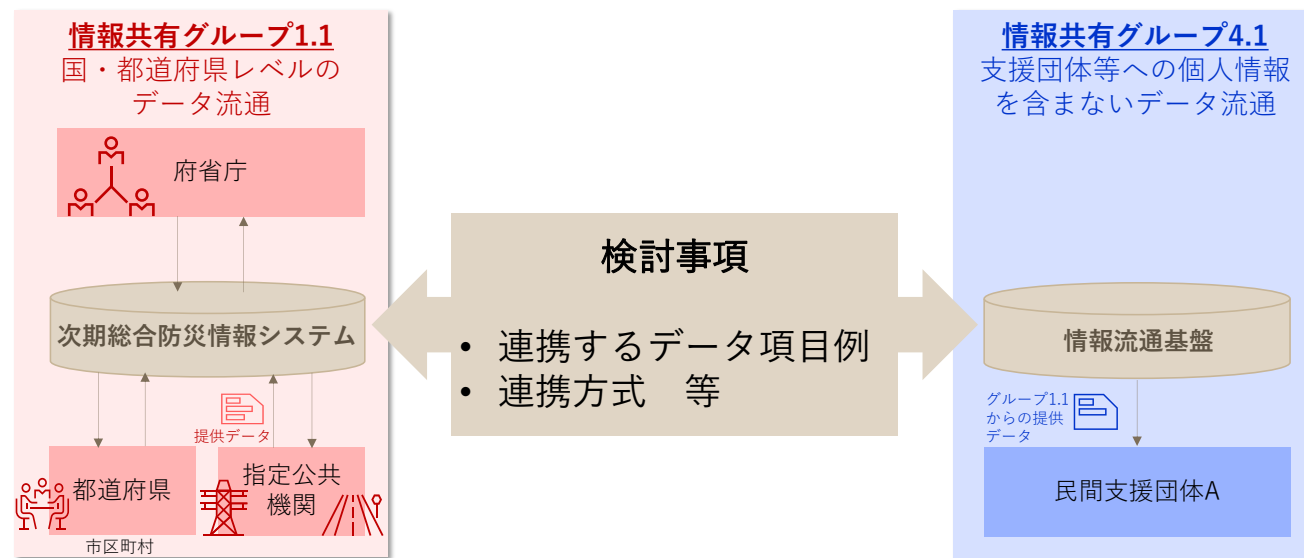 情報共有グループ1.1
国・都道府県レベルの
データ流通
府省庁
次期総合防災情報システム
提供データ
都道府県
指定公共
機関
市区町村
検討事項
• 連携するデータ項目例
• 連携方式　等
情報共有グループ4.1
支援団体等への個人情報
を含まないデータ流通
情報流通基盤
グループ1.1
からの提供
データ
民間支援団体A